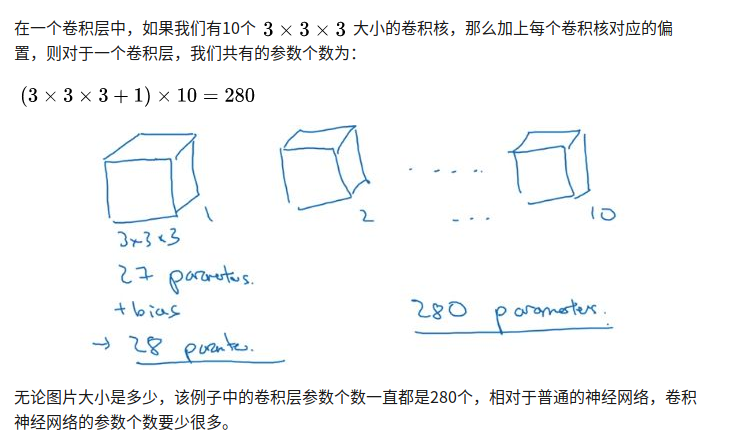 在一个卷积层中，如果我们有10个 3 × 3 × 3 大小的卷积核，那么加上每个卷积核对应的偏
置，则对于一个卷积层，我们共有的参数个数为：
(3 × 3 × 3 + 1) × 10 = 280
1
2
10
3×3×3
27 parameters.
+bias
→ 28
280 parameters.
无论图片大小是多少，该例子中的卷积层参数个数一直都是280个，相对于普通的神经网络，卷积
神经网络的参数个数要少很多。